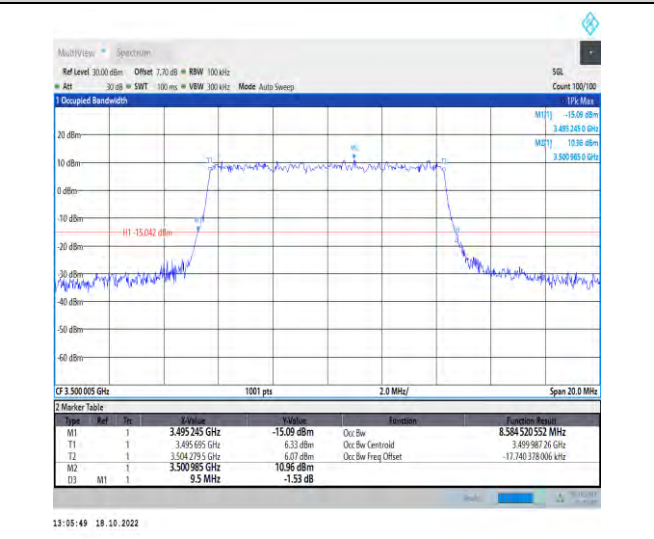 MultiView Spectrum
Ref Level 30.00 dBm Offset 7.70 dB RBW 100 kHz SGL
Att 30 dB SWT 100 ms VBW 300 kHz Mode Auto Sweep Count 100/100
1 Occupied Bandwidth 1Pk Max
M1[1] -15.09 dBm
3.495 245 0 GHz
20 dBm M2[1] 10.96 dBm
3.500 985 0 GHz
M2
10 dBm T1 T2
0 dBm
-10 dBm
H1 -15.042 dBm
-20 dBm
-30 dBm
-40 dBm
-50 dBm
-60 dBm
CF 3.500 005 GHz 1001 pts 2.0 MHz/ Span 20.0 MHz
2 Marker Table
Type Ref Trc X-Value Y-Value Function Function Result
M1 1 3.495 245 GHz -15.09 dBm Occ Bw 8.584 520 552 MHz
T1 1 3.495 695 GHz 6.33 dBm Occ Bw Centroid 3.499 987 26 GHz
T2 1 3.504 279 5 GHz 6.07 dBm Occ Bw Freq Offset -17.740 378 006 kHz
M2 1 3.500 985 GHz 10.96 dBm
D3 M1 1 9.5 MHz -1.53 dB
13:05:49 18.10.2022